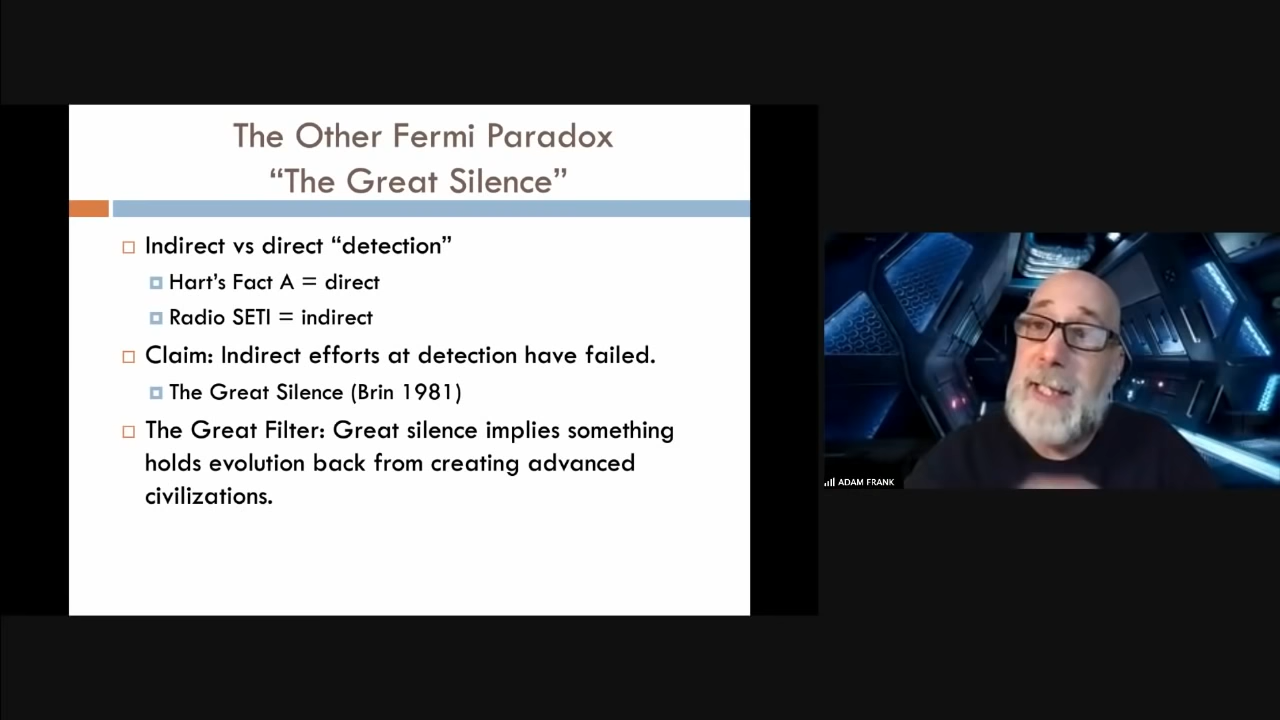 The Other Fermi Paradox
“The Great Silence”
Indirect vs direct “detection”
Hart’s Fact A = direct
Radio SETI = indirect
Claim: Indirect efforts at detection have failed.
The Great Silence (Brin 1981)
The Great Filter: Great silence implies something
holds evolution back from creating advanced
civilizations.
ADAM FRANK